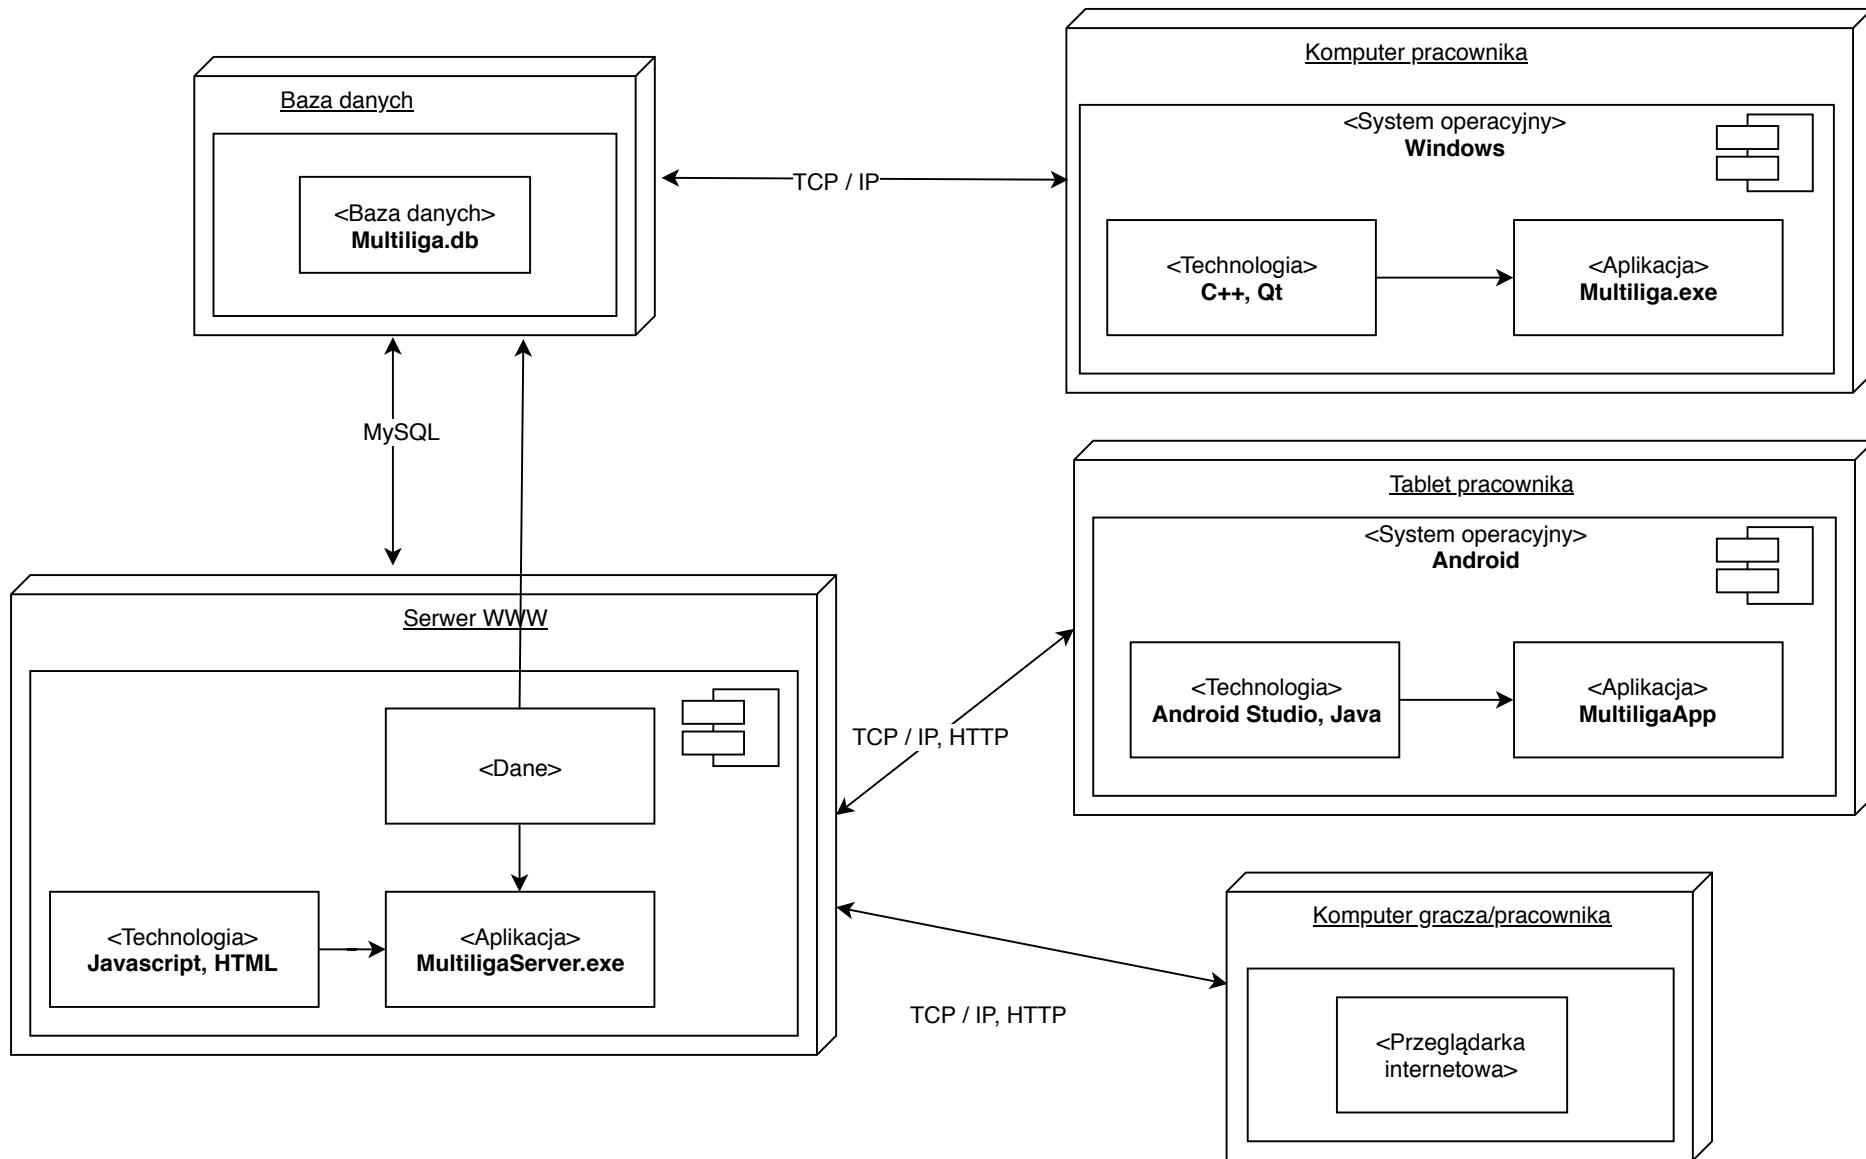 Komputer pracownika
Baza danych
<System operacyjny>
Windows
TCP / IP
<Baza danych>
Multiliga.db
<Technologia>
C++, Qt
<Aplikacja>
Multiliga.exe
MySQL
Tablet pracownika
<System operacyjny>
Android
Serwer WWW
<Technologia>
Android Studio, Java
<Aplikacja>
MultiligaApp
TCP / IP, HTTP
<Dane>
Komputer gracza/pracownika
<Technologia>
Javascript, HTML
<Aplikacja>
MultiligaServer.exe
TCP / IP, HTTP
<Przeglądarka
internetowa>